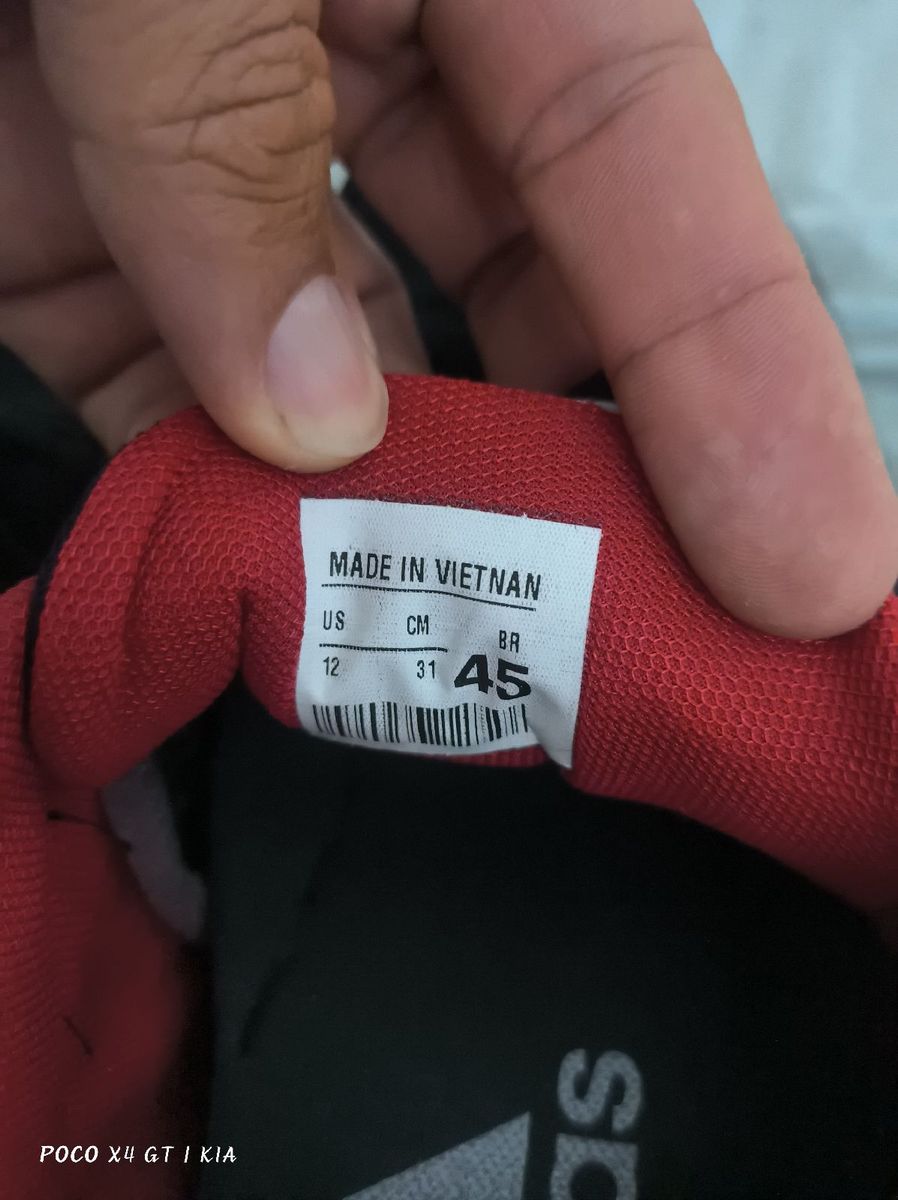 MADE IN VIETNAN
US CM BR
12 31 45
POCO X4 GT | KIA